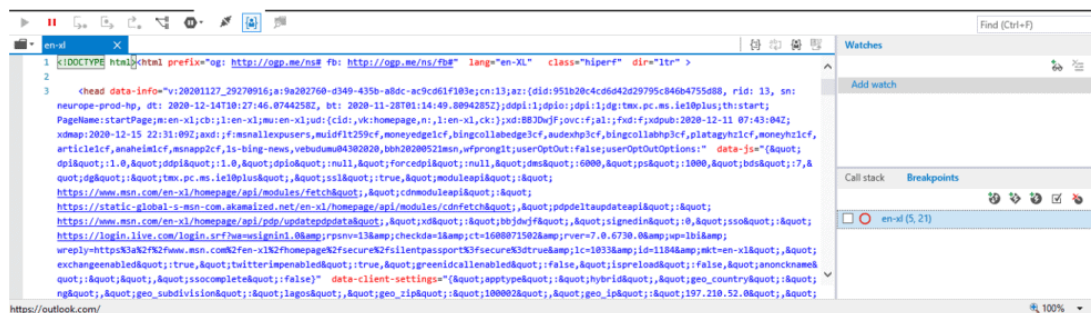 Find (Ctrl+F)
en-xl X
Watches
1 <!DOCTYPE html><html prefix="og: http://ogp.me/ns# fb: http://ogp.me/ns/fb#" lang="en-XL" class="hiperf" dir="ltr" >
2
3 <head data-info="v:20201127_29270916;a:9a202760-d349-435b-a8dc-ac9cd61f103e;cn:13;az:{did:951b20c4cd6d42d29795c846b4755d88, rid: 13, sn:
neurope-prod-hp, dt: 2020-12-14T10:27:46.0744258Z, bt: 2020-11-28T01:14:49.8094285Z};ddpi:1;dpio:;dpi:1;dg:tmx.pc.ms.ie10plus;th:start;
PageName:startPage;m:en-xl;cb:;l:en-xl;mu:en-xl;ud:{cid:,vk:homepage,n:,l:en-xl,ck:};xd:BBJDwjF;ovc:f;al:;fxd:f;xdpub:2020-12-11 07:43:04Z;
xdmap:2020-12-15 22:31:09Z;axd:;f:msnallexpusers,muidflt259cf,moneyedge1cf,bingcollabedge3cf,audexhp3cf,bingcollabhp3cf,platagyhz1cf,moneyhz1cf,
article1cf,anaheim1cf,msnapp2cf,1s-bing-news,vebudumu04302020,bbh20200521msn,wfprong1t;userOptOut:false;userOptOutOptions:" data-js="{&quot;
dpi&quot;:1.0,&quot;ddpi&quot;:1.0,&quot;dpio&quot;:null,&quot;forcedpi&quot;:null,&quot;dms&quot;:6000,&quot;ps&quot;:1000,&quot;bds&quot;:7,&
quot;dg&quot;:&quot;tmx.pc.ms.ie10plus&quot;,&quot;ssl&quot;:true,&quot;moduleapi&quot;:&quot;
https://www.msn.com/en-xl/homepage/api/modules/fetch&quot;,&quot;cdnmoduleapi&quot;:&quot;
https://static-global-s-msn-com.akamaized.net/en-xl/homepage/api/modules/cdnfetch&quot;,&quot;pdpdeltaupdateapi&quot;:&quot;
https://www.msn.com/en-xl/homepage/api/pdp/updatepdpdata&quot;,&quot;xd&quot;:&quot;bbjdwjf&quot;,&quot;signedin&quot;:0,&quot;sso&quot;:&quot;
https://login.live.com/login.srf?wa=wsignin1.0&amp;rpsnv=13&amp;checkda=1&amp;ct=1608071502&amp;rver=7.0.6730.0&amp;wp=lbi&amp;
wreply=https%3a%2f%2fwww.msn.com%2fen-xl%2fhomepage%2fsecure%2fsilentpassport%3fsecure%3dtrue&amp;lc=1033&amp;id=1184&amp;mkt=en-xl&quot;,&quot;
exchangeenabled&quot;:true,&quot;twitterimpenabled&quot;:true,&quot;greenidcallenabled&quot;:false,&quot;ispreload&quot;:false,&quot;anonckname&
quot;:&quot;&quot;,&quot;ssocomplete&quot;:false}" data-client-settings="{&quot;apptype&quot;:&quot;hybrid&quot;,&quot;geo_country&quot;:&quot;
ng&quot;,&quot;geo_subdivision&quot;:&quot;lagos&quot;,&quot;geo_zip&quot;:&quot;100002&quot;,&quot;geo_ip&quot;:&quot;197.210.52.0&quot;,&quot;
Add watch
Call stack Breakpoints
en-xl (5, 21)
https://outlook.com/
100%